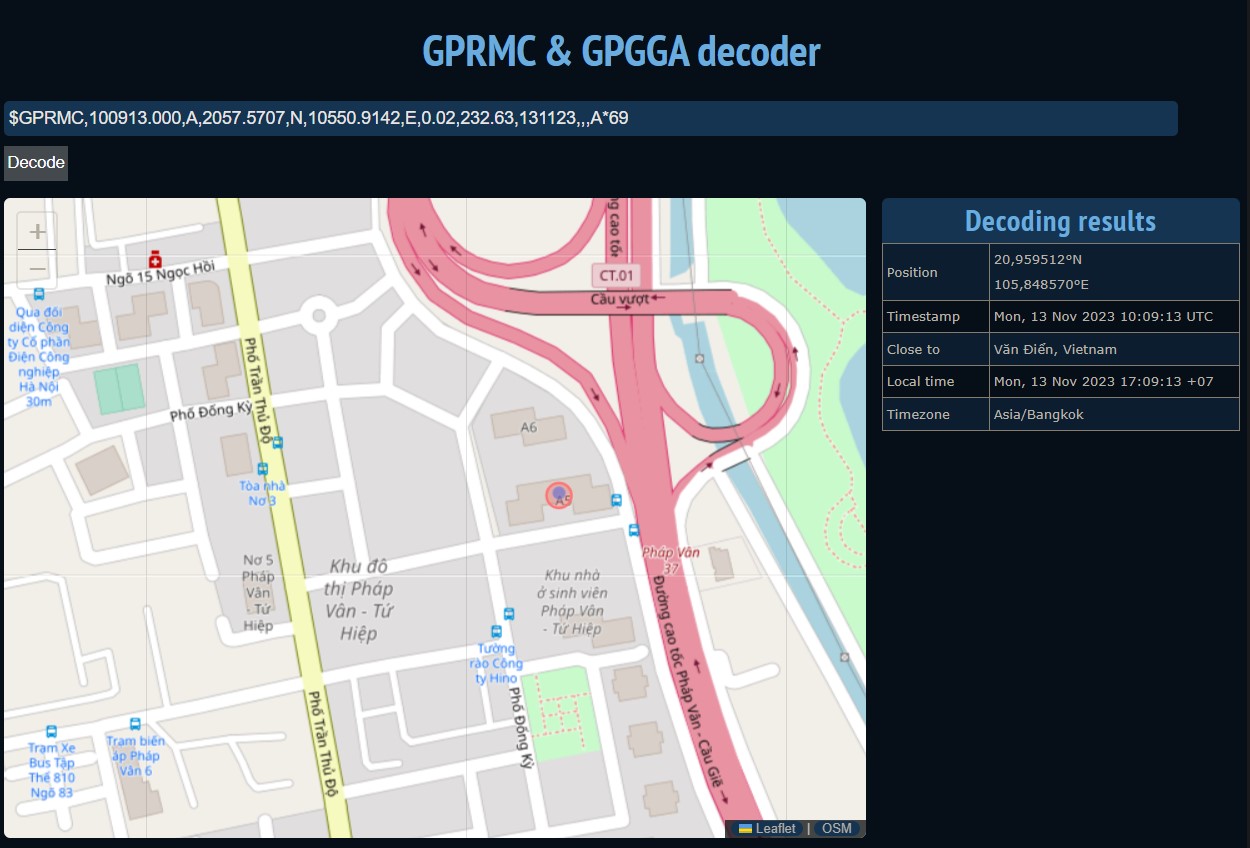 GPRMC & GPGGA decoder
$GPRMC,100913.000,A,2057.5707,N,10550.9142,E,0.02,232.63,131123,,,A*69
Decode
+
−
Ngõ 15 Ngọc Hồi
Qua đối
diện Công
ty Cổ phần
Điện Công
nghiệp
Hà Nội
30m
Phố Trần Thủ Độ
Phố Đồng Kỳ
Tòa nhà
Nơ 3
Nơ 5
Pháp
Vân
- Tứ
Hiệp
Khu đô
thị Pháp
Vân - Tứ
Hiệp
ng cao tốc
CT.01
Cầu vượt
A6
A5
Pháp Vân
37
Khu nhà
ở sinh viên
Pháp Vân
- Tứ Hiệp
Tường
rào Công
ty Hino
Phố Đồng Kỳ
Đường cao tốc Pháp Vân - Cầu Giẽ
Phố Trần Thủ Độ
Trạm Xe
Bus Tập
Thể 810
Ngõ 83
Trạm biến
áp Pháp
Vân 6
Leaflet | OSM
Decoding results
Position 20,959512°N
105,848570°E
Timestamp Mon, 13 Nov 2023 10:09:13 UTC
Close to Văn Điển, Vietnam
Local time Mon, 13 Nov 2023 17:09:13 +07
Timezone Asia/Bangkok